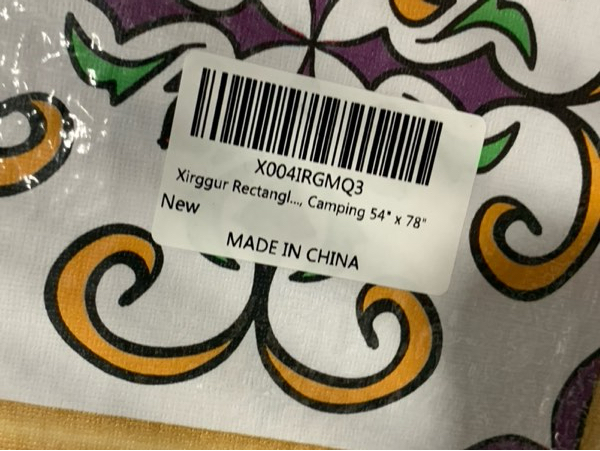 X004IRGMQ3
Xirggur Rectangl..., Camping 54" x 78"
New
MADE IN CHINA